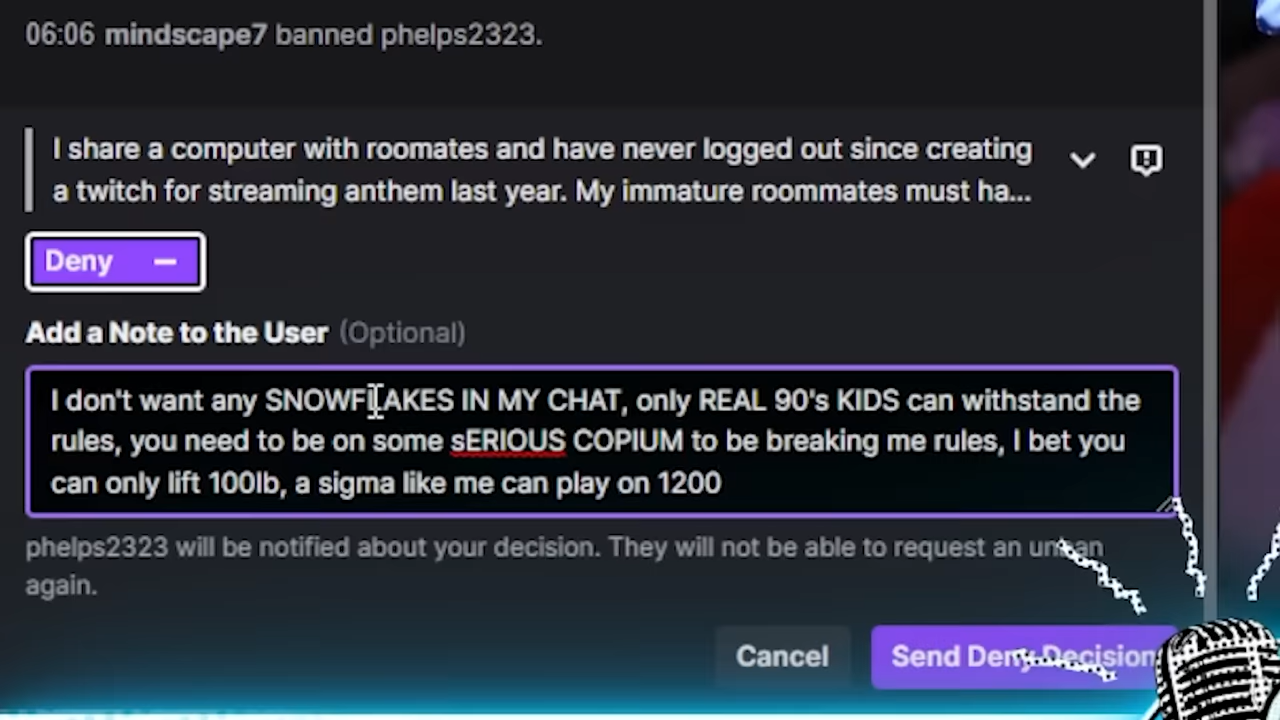 06:06 mindscape7 banned phelps2323.
I share a computer with roomates and have never logged out since creating
a twitch for streaming anthem last year. My immature roommates must ha...
Deny
Add a Note to the User (Optional)
I don't want any SNOWFLAKES IN MY CHAT, only REAL 90's KIDS can withstand the
rules, you need to be on some sERIOUS COPIUM to be breaking me rules, I bet you
can only lift 100lb, a sigma like me can play on 1200
phelps2323 will be notified about your decision. They will not be able to request an unban
again.
Cancel
Send Deny Decision